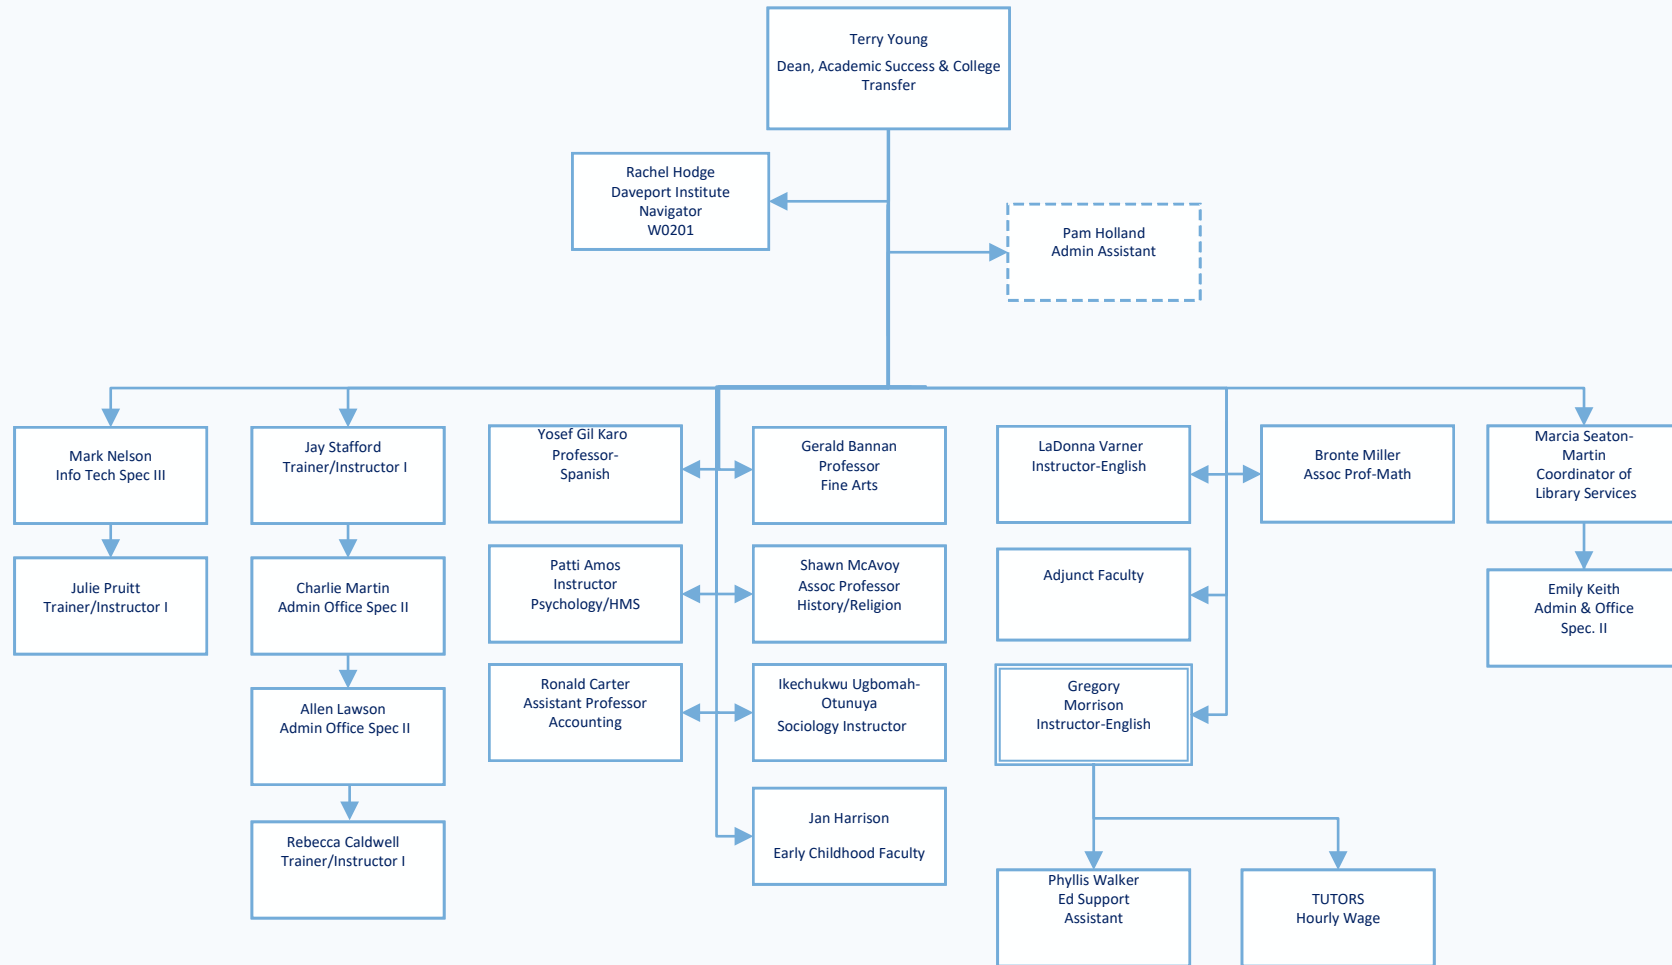 Terry Young
Dean, Academic Success & College
Transfer
Rachel Hodge
Daveport Institute
Navigator
W0201
Pam Holland
Admin Assistant
Mark Nelson
Info Tech Spec III
Julie Pruitt
Trainer/Instructor I
Jay Stafford
Trainer/Instructor I
Charlie Martin
Admin Office Spec II
Allen Lawson
Admin Office Spec II
Rebecca Caldwell
Trainer/Instructor I
Yosef Gil Karo
Professor-
Spanish
Gerald Bannan
Professor
Fine Arts
Patti Amos
Instructor
Psychology/HMS
Shawn McAvoy
Assoc Professor
History/Religion
Ronald Carter
Assistant Professor
Accounting
Ikechukwu Ugbomah-
Otunuya
Sociology Instructor
Jan Harrison
Early Childhood Faculty
LaDonna Varner
Instructor-English
Bronte Miller
Assoc Prof-Math
Adjunct Faculty
Gregory
Morrison
Instructor-English
Phyllis Walker
Ed Support
Assistant
TUTORS
Hourly Wage
Marcia Seaton-
Martin
Coordinator of
Library Services
Emily Keith
Admin & Office
Spec. II